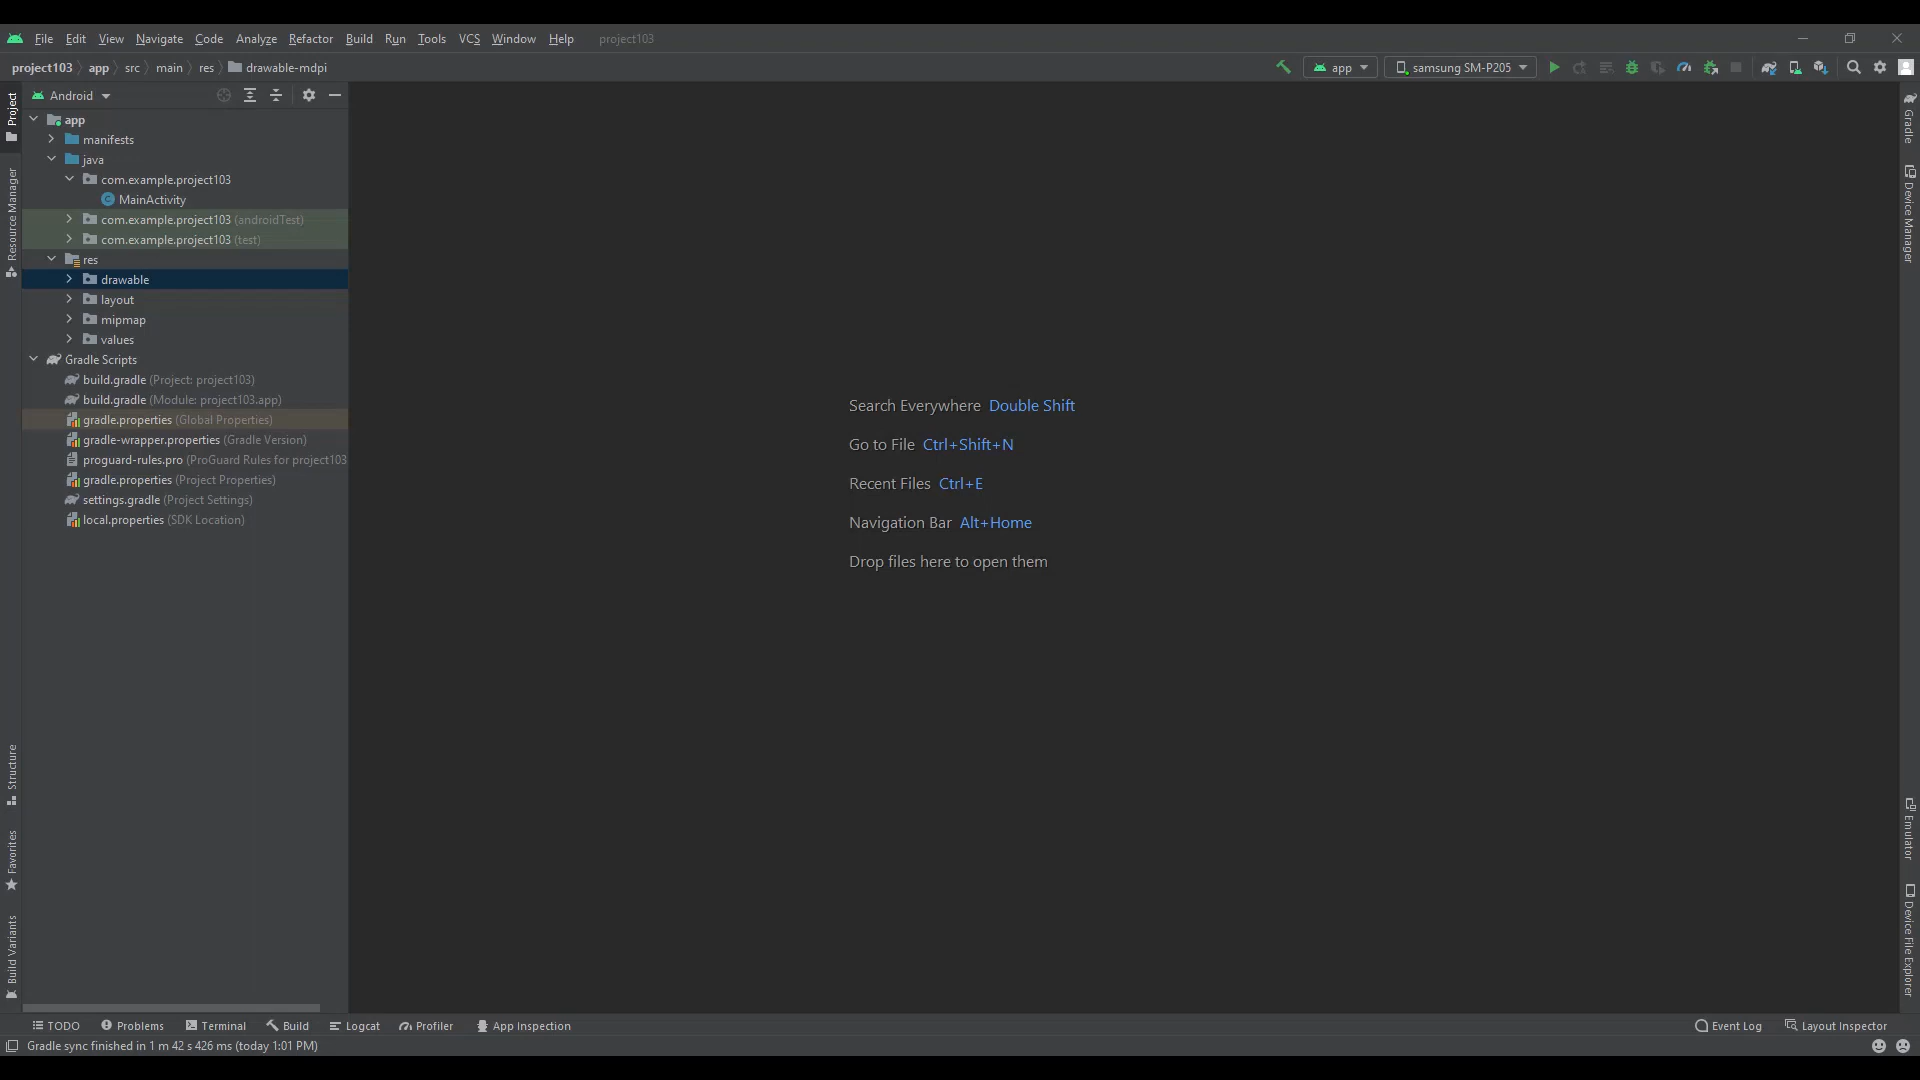 File Edit View Navigate Code Analyze Refactor Build Run Tools VCS Window Help project103
project103 app src main res drawable-mdpi app samsung SM-P205
Project
Resource Manager
Structure
Favorites
Build Variants
Android
app
manifests
java
com.example.project103
MainActivity
com.example.project103 (androidTest)
com.example.project103 (test)
res
drawable
layout
mipmap
values
Gradle Scripts
build.gradle (Project: project103)
build.gradle (Module: project103.app)
gradle.properties (Global Properties)
gradle-wrapper.properties (Gradle Version)
proguard-rules.pro (ProGuard Rules for project103
gradle.properties (Project Properties)
settings.gradle (Project Settings)
local.properties (SDK Location)
Search Everywhere Double Shift
Go to File Ctrl+Shift+N
Recent Files Ctrl+E
Navigation Bar Alt+Home
Drop files here to open them
Gradle
Device Manager
Emulator
Device File Explorer
TODO Problems Terminal Build Logcat Profiler App Inspection Event Log Layout Inspector
Gradle sync finished in 1 m 42 s 426 ms (today 1:01 PM)